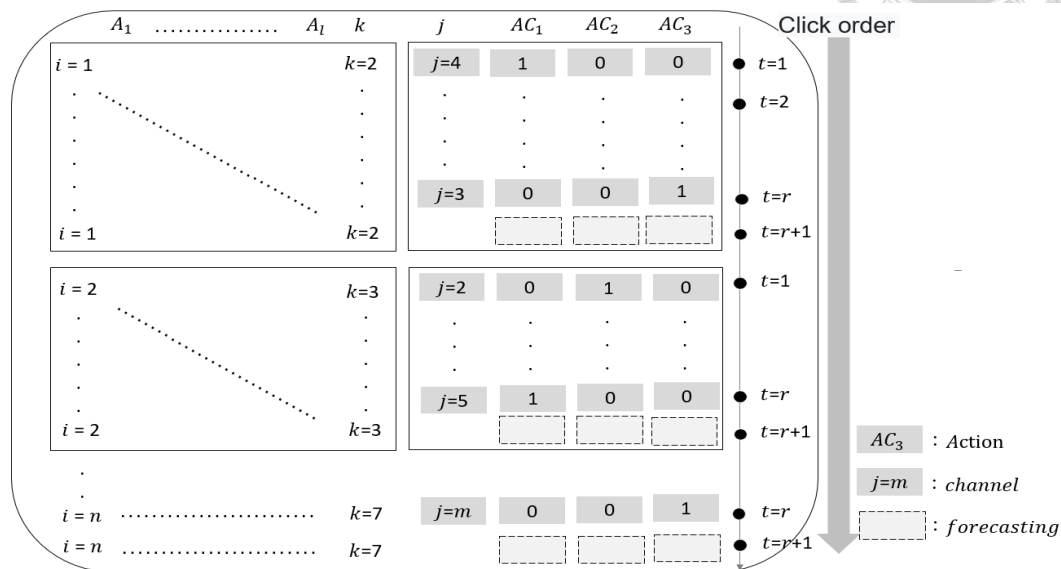 A₁ ................ Aₗ k j AC₁ AC₂ AC₃ Click order
i = 1 k=2 j=4 1 0 0 t=1
t=2
j=3 0 0 1 t=r
i = 1 k=2 t=r+1
i = 2 k=3 j=2 0 1 0 t=1
j=5 1 0 0 t=r
i = 2 k=3 t=r+1
AC₃ : Action
j=m : channel
i = n ........................ k=7 j=m 0 0 1 t=r
: forecasting
i = n ........................ k=7 t=r+1